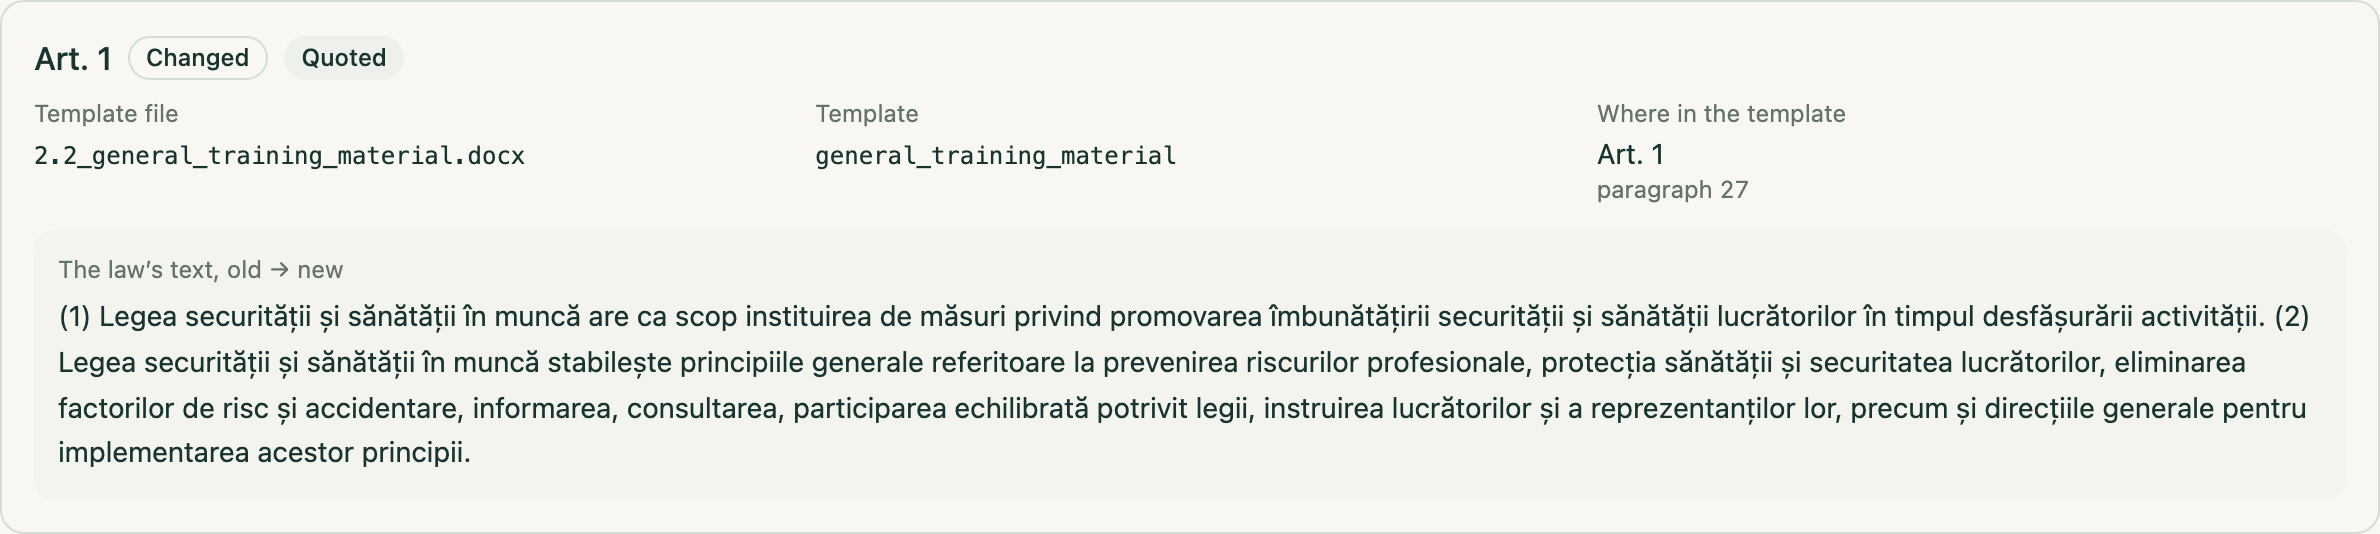 Art. 1 Changed Quoted
Template file Template Where in the template
2.2_general_training_material.docx general_training_material Art. 1
paragraph 27
The law’s text, old → new
(1) Legea securității și sănătății în muncă are ca scop instituirea de măsuri privind promovarea îmbunătățirii securității și sănătății lucrătorilor în timpul desfășurării activității. (2)
Legea securității și sănătății în muncă stabilește principiile generale referitoare la prevenirea riscurilor profesionale, protecția sănătății și securitatea lucrătorilor, eliminarea
factorilor de risc și accidentare, informarea, consultarea, participarea echilibrată potrivit legii, instruirea lucrătorilor și a reprezentanților lor, precum și direcțiile generale pentru
implementarea acestor principii.